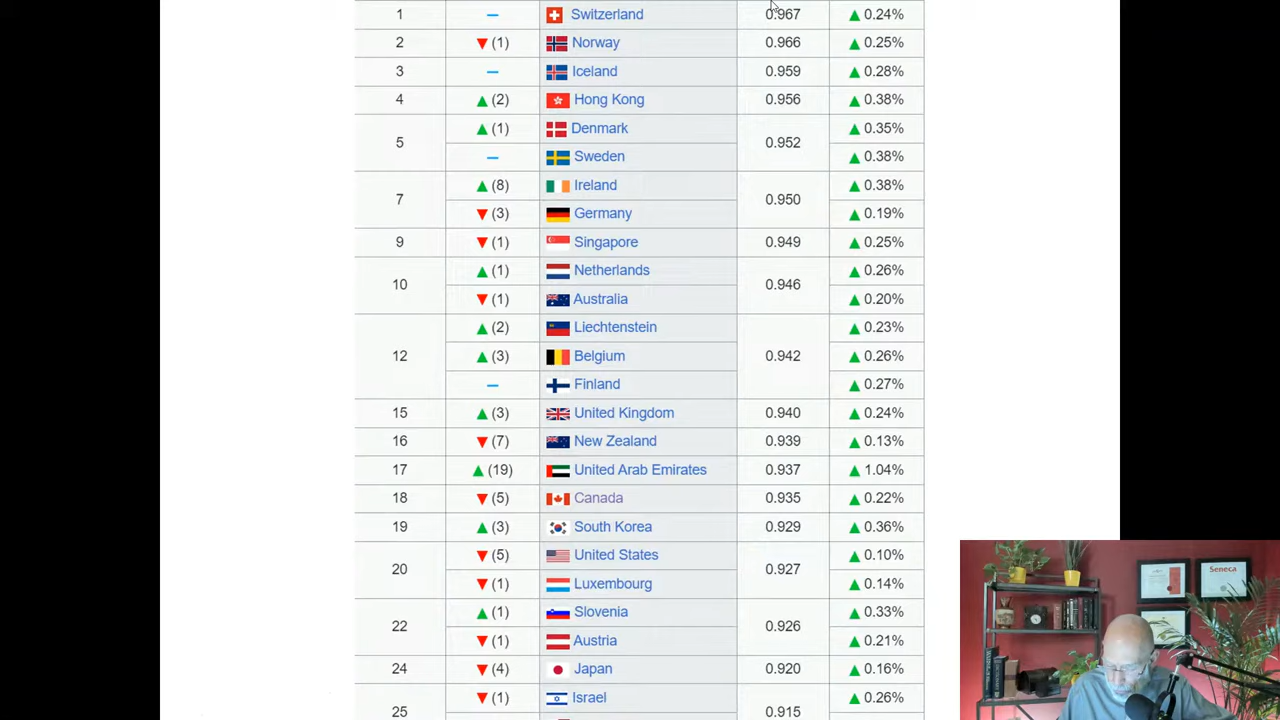 1 – Switzerland 0.967 ▲ 0.24%
2 ▼ (1) Norway 0.966 ▲ 0.25%
3 – Iceland 0.959 ▲ 0.28%
4 ▲ (2) Hong Kong 0.956 ▲ 0.38%
5 ▲ (1) Denmark 0.952 ▲ 0.35%
– Sweden ▲ 0.38%
7 ▲ (8) Ireland 0.950 ▲ 0.38%
▼ (3) Germany ▲ 0.19%
9 ▼ (1) Singapore 0.949 ▲ 0.25%
10 ▲ (1) Netherlands 0.946 ▲ 0.26%
▼ (1) Australia ▲ 0.20%
12 ▲ (2) Liechtenstein 0.942 ▲ 0.23%
▲ (3) Belgium ▲ 0.26%
– Finland ▲ 0.27%
15 ▲ (3) United Kingdom 0.940 ▲ 0.24%
16 ▼ (7) New Zealand 0.939 ▲ 0.13%
17 ▲ (19) United Arab Emirates 0.937 ▲ 1.04%
18 ▼ (5) Canada 0.935 ▲ 0.22%
19 ▲ (3) South Korea 0.929 ▲ 0.36%
20 ▼ (5) United States 0.927 ▲ 0.10%
▼ (1) Luxembourg ▲ 0.14%
22 ▲ (1) Slovenia 0.926 ▲ 0.33%
▼ (1) Austria ▲ 0.21%
24 ▼ (4) Japan 0.920 ▲ 0.16%
25 ▼ (1) Israel 0.915 ▲ 0.26%
Seneca